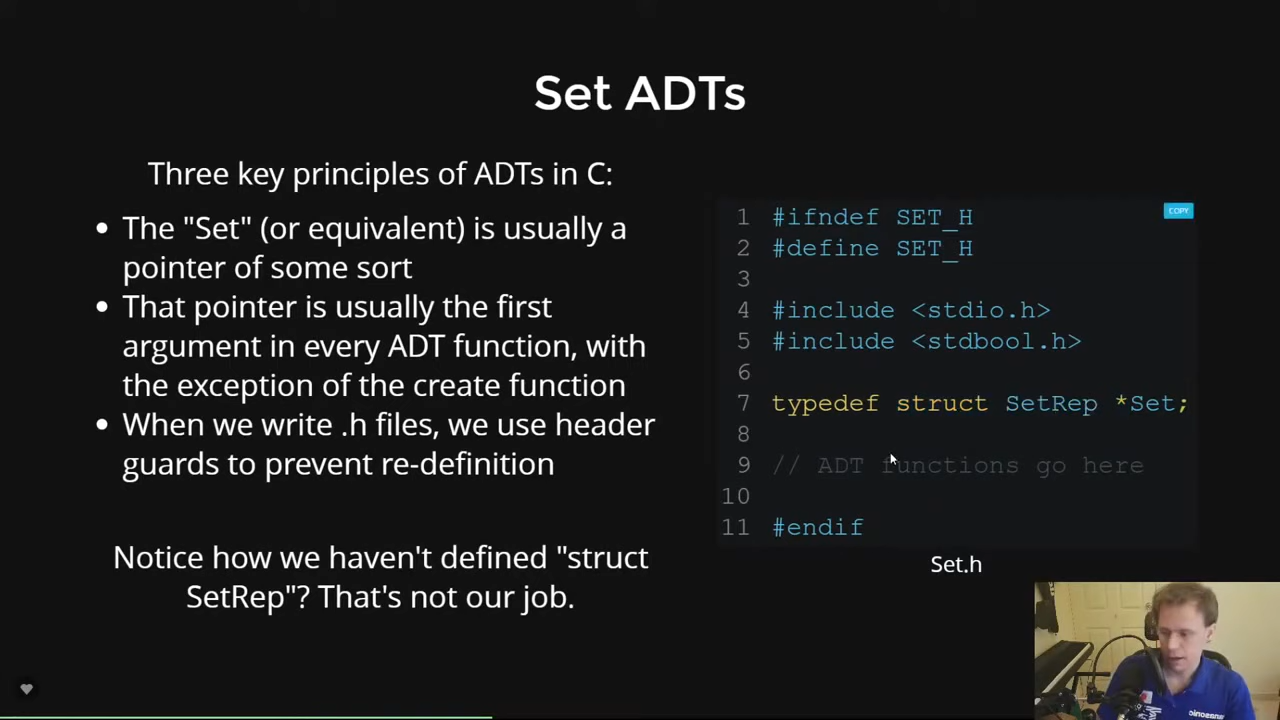 Set ADTs
Three key principles of ADTs in C:
• The "Set" (or equivalent) is usually a
pointer of some sort
• That pointer is usually the first
argument in every ADT function, with
the exception of the create function
• When we write .h files, we use header
guards to prevent re-definition
Notice how we haven't defined "struct
SetRep"? That's not our job.
COPY
1 #ifndef SET_H
2 #define SET_H
3
4 #include <stdio.h>
5 #include <stdbool.h>
6
7 typedef struct SetRep *Set;
8
9 // ADT functions go here
10
11 #endif
Set.h